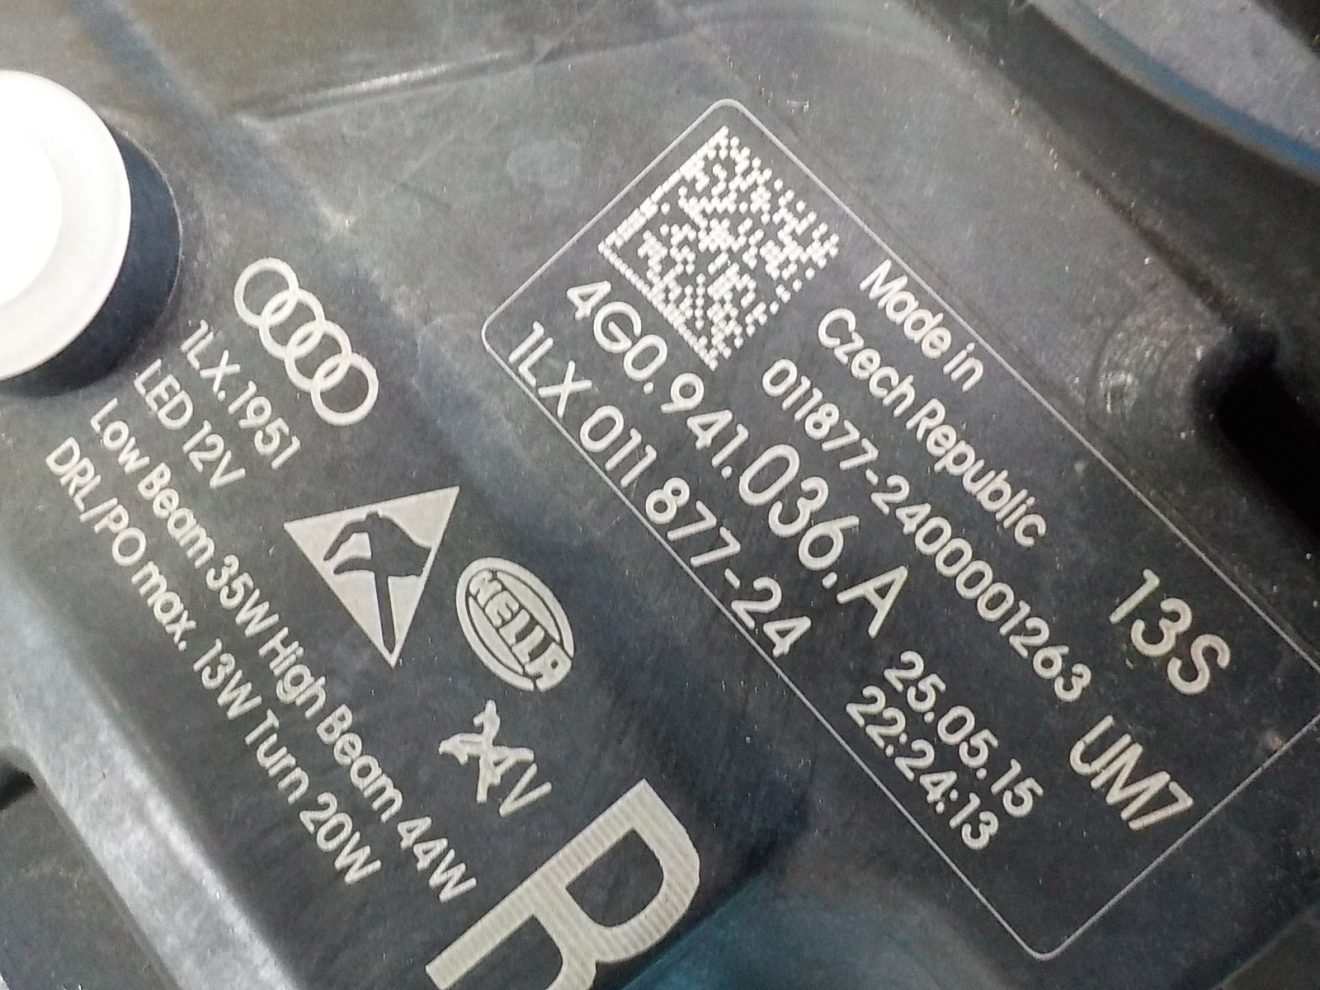 1LX.1951
LED 12V
Low Beam 35W High Beam 44W
DRL/PO max. 13W Turn 20W
HELLA
24V
R
4G0.941.036.A
1LX 011 877-24
Made in
Czech Republic
011877-2400001263
25.05.15
22:24:13
13S
UM7